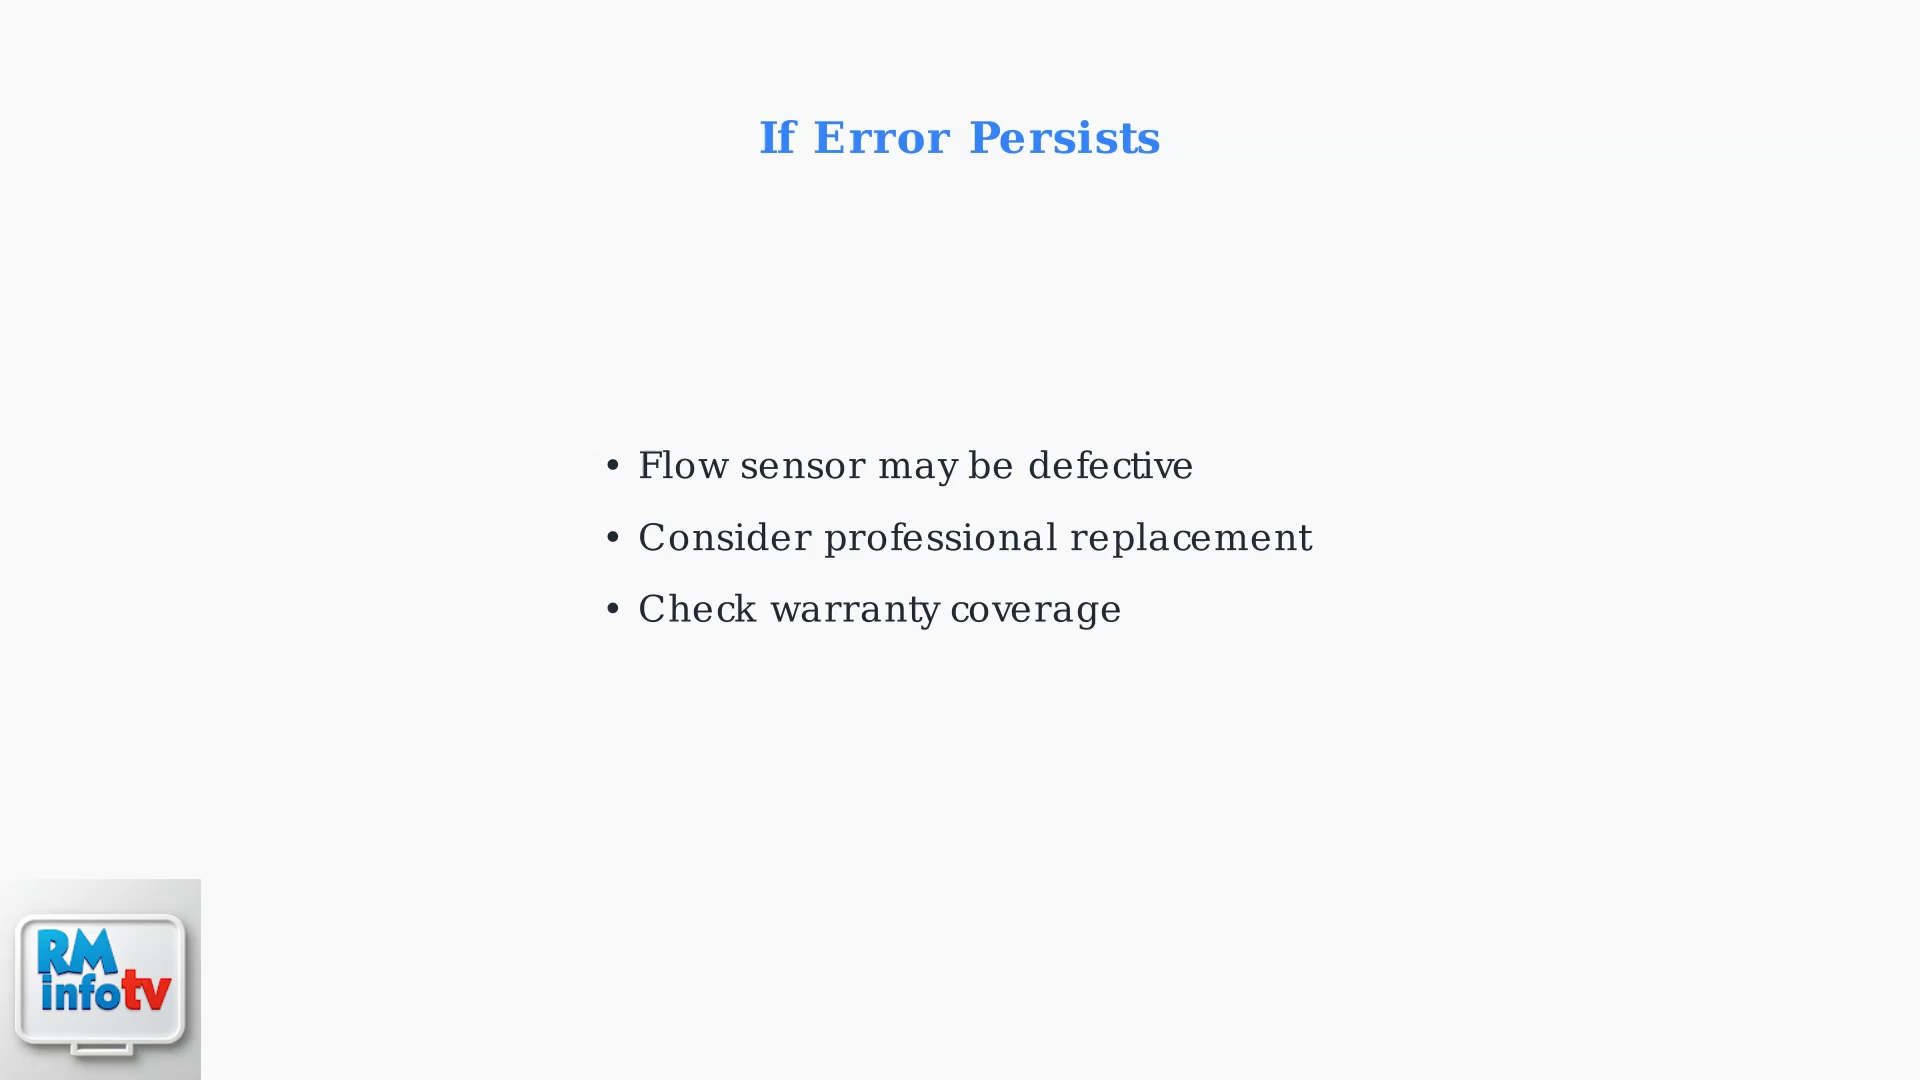 If Error Persists
• Flow sensor may be defective
• Consider professional replacement
• Check warranty coverage
RM
infotv